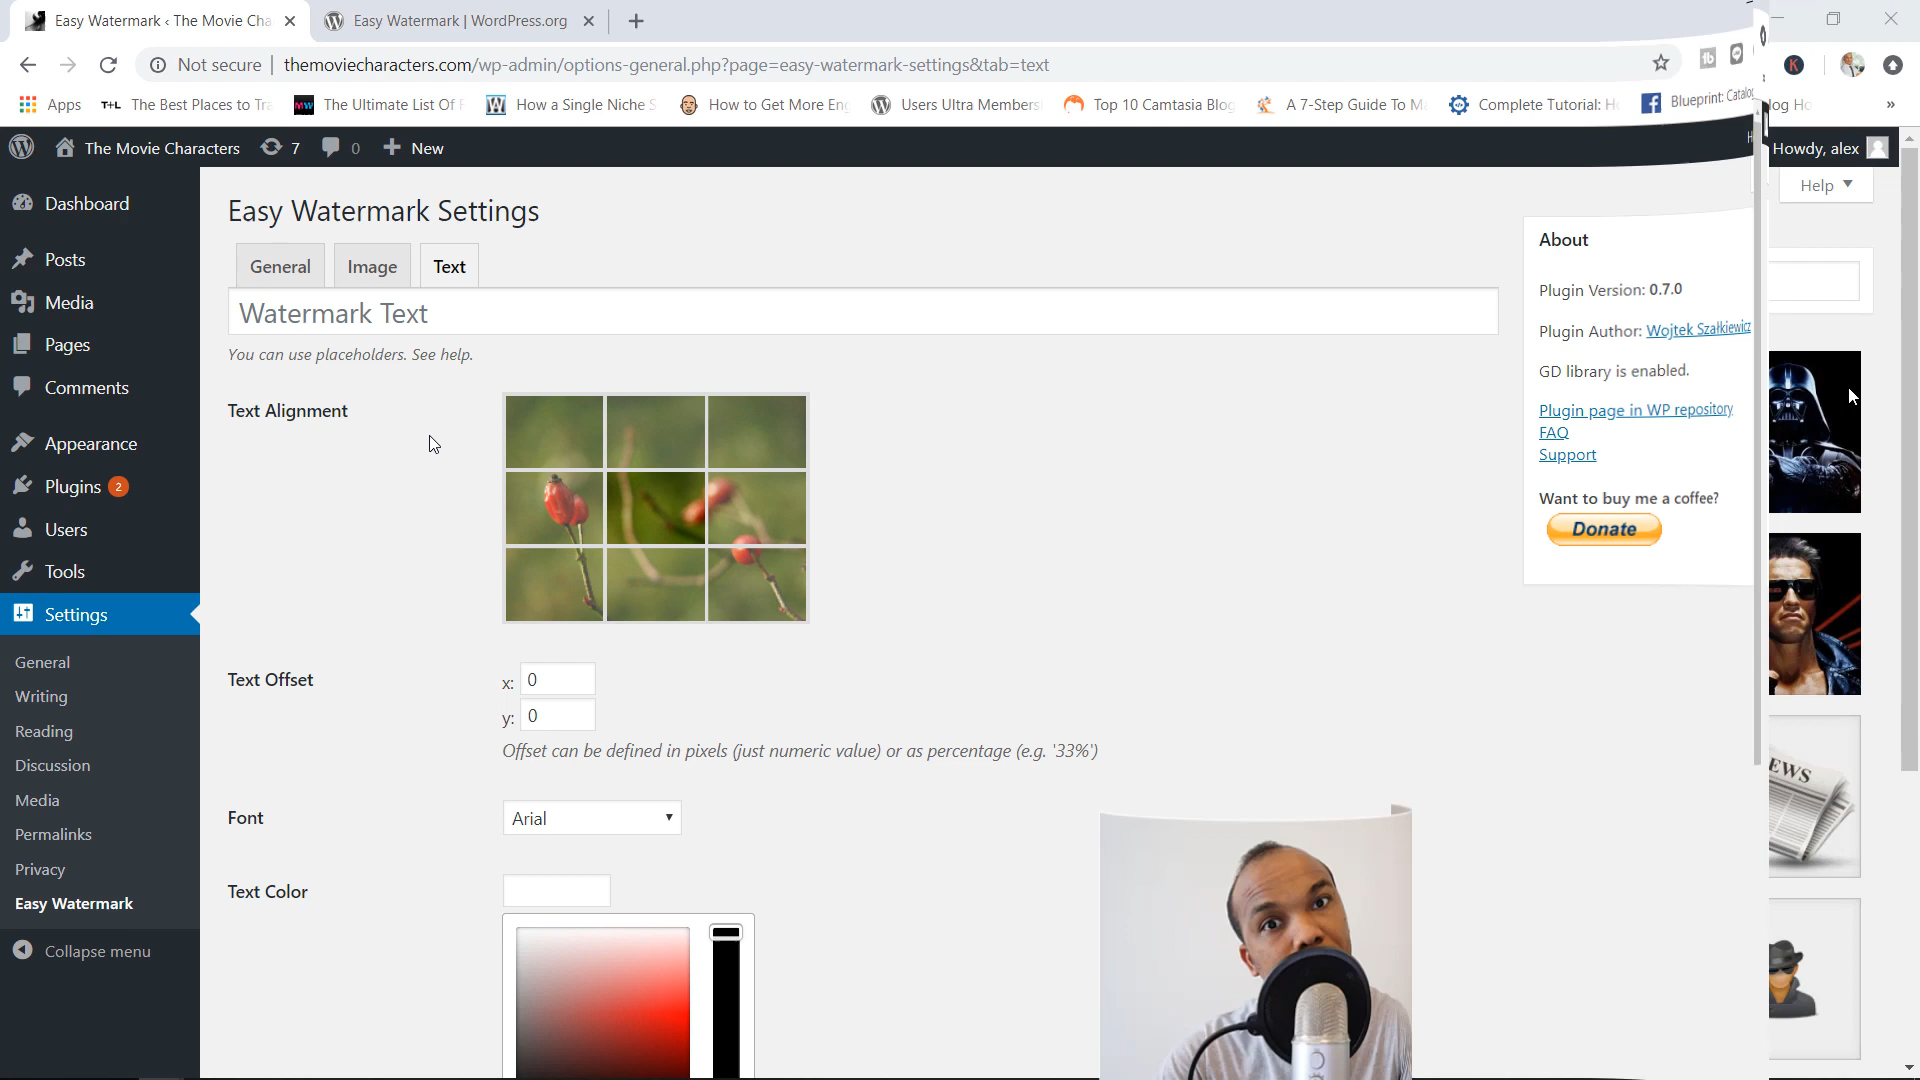 Easy Watermark ‹ The Movie Cha
Easy Watermark | WordPress.org
Not secure
themoviecharacters.com/wp-admin/options-general.php?page=easy-watermark-settings&tab=text
Apps
The Best Places to Tra
The Ultimate List Of
How a Single Niche S
How to Get More En
Users Ultra Members
Top 10 Camtasia Blog
A 7-Step Guide To M
Complete Tutorial: H
Blueprint: Catalog
log Ho
»
The Movie Characters
7
0
New
Howdy, alex
Help
Dashboard
Posts
Media
Pages
Comments
Appearance
Plugins 2
Users
Tools
Settings
General
Writing
Reading
Discussion
Media
Permalinks
Privacy
Easy Watermark
Collapse menu
Easy Watermark Settings
General
Image
Text
Watermark Text
You can use placeholders. See help.
Text Alignment
Text Offset
x: 0
y: 0
Offset can be defined in pixels (just numeric value) or as percentage (e.g. '33%')
Font
Arial
Text Color
About
Plugin Version: 0.7.0
Plugin Author: Wojtek Szałkiewicz
GD library is enabled.
Plugin page in WP repository
FAQ
Support
Want to buy me a coffee?
Donate
EWS